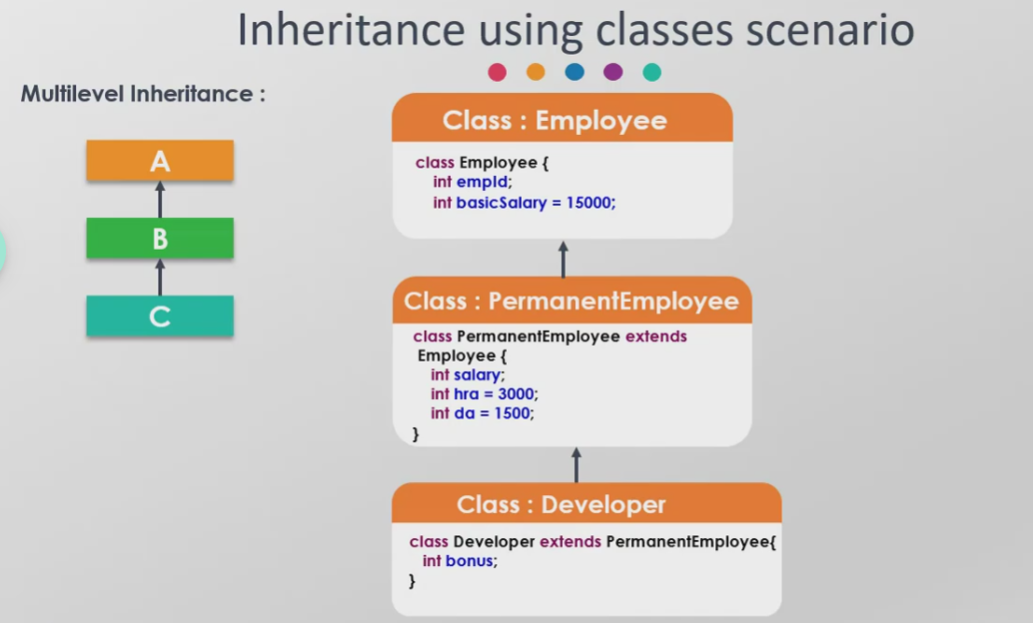 Inheritance using classes scenario
Multilevel Inheritance :
A
B
C
Class : Employee
class Employee {
int empId;
int basicSalary = 15000;
Class : PermanentEmployee
class PermanentEmployee extends
Employee {
int salary;
int hra = 3000;
int da = 1500;
}
Class : Developer
class Developer extends PermanentEmployee{
int bonus;
}